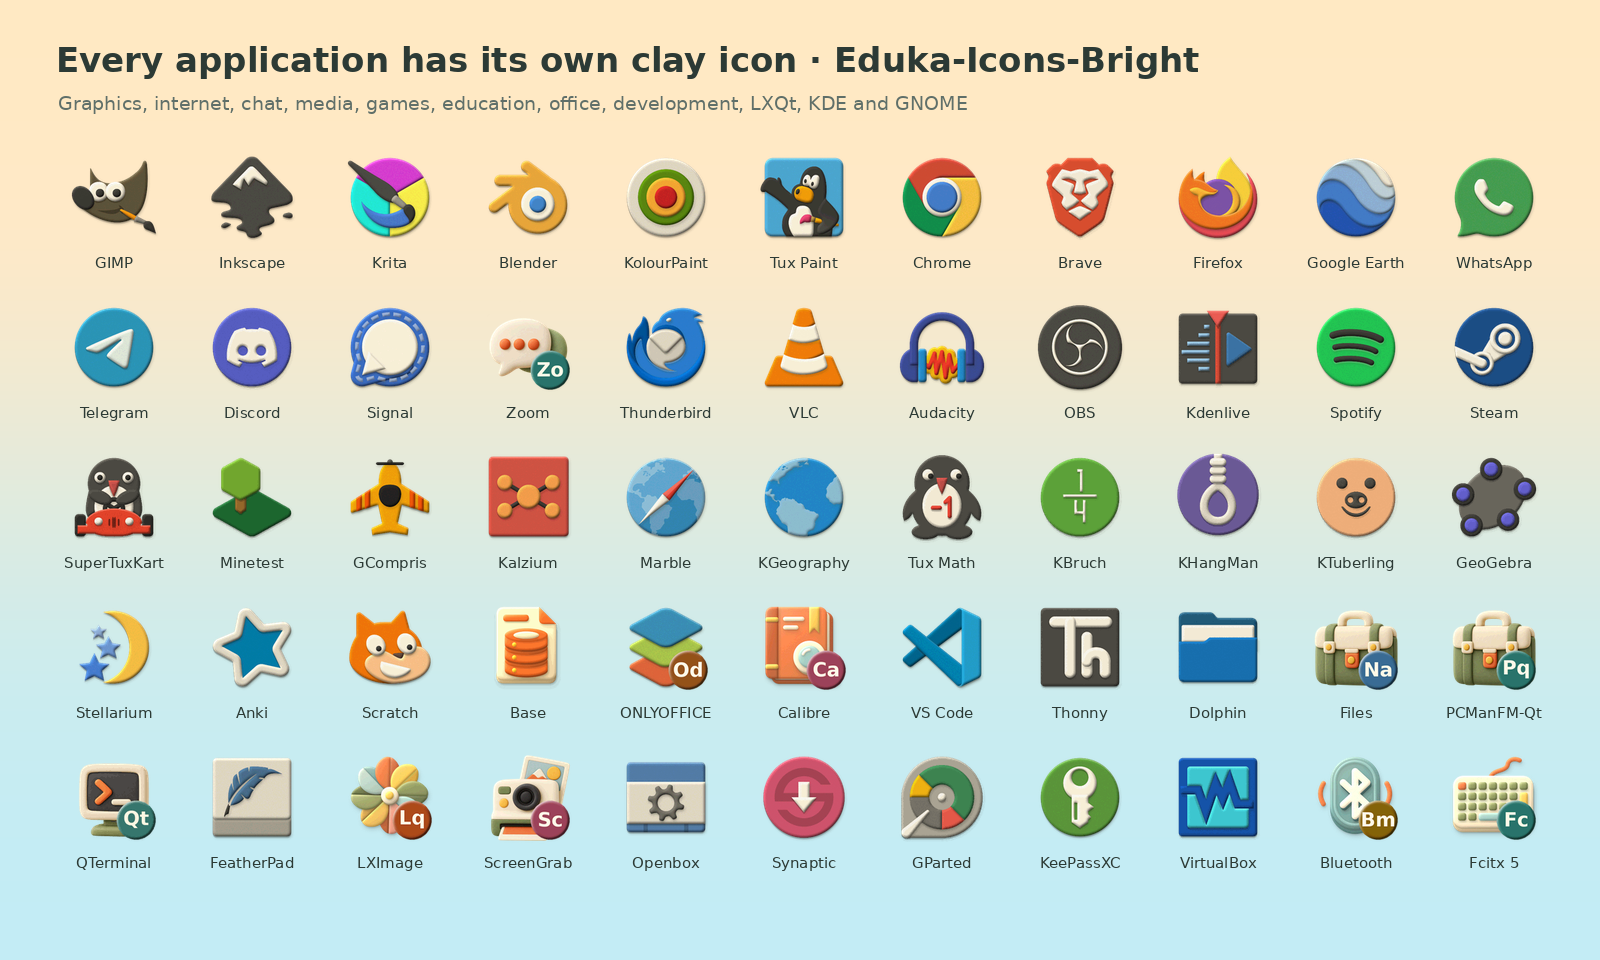 Every application has its own clay icon · Eduka-Icons-Bright
Graphics, internet, chat, media, games, education, office, development, LXQt, KDE and GNOME
GIMP Inkscape Krita Blender KolourPaint Tux Paint Chrome Brave Firefox Google Earth WhatsApp
Zo
Telegram Discord Signal Zoom Thunderbird VLC Audacity OBS Kdenlive Spotify Steam
-1 1/4
SuperTuxKart Minetest GCompris Kalzium Marble KGeography Tux Math KBruch KHangMan KTuberling GeoGebra
Od Ca Th Na Pq
Stellarium Anki Scratch Base ONLYOFFICE Calibre VS Code Thonny Dolphin Files PCManFM-Qt
Qt Lq Sc Bm Fc
QTerminal FeatherPad LXImage ScreenGrab Openbox Synaptic GParted KeePassXC VirtualBox Bluetooth Fcitx 5